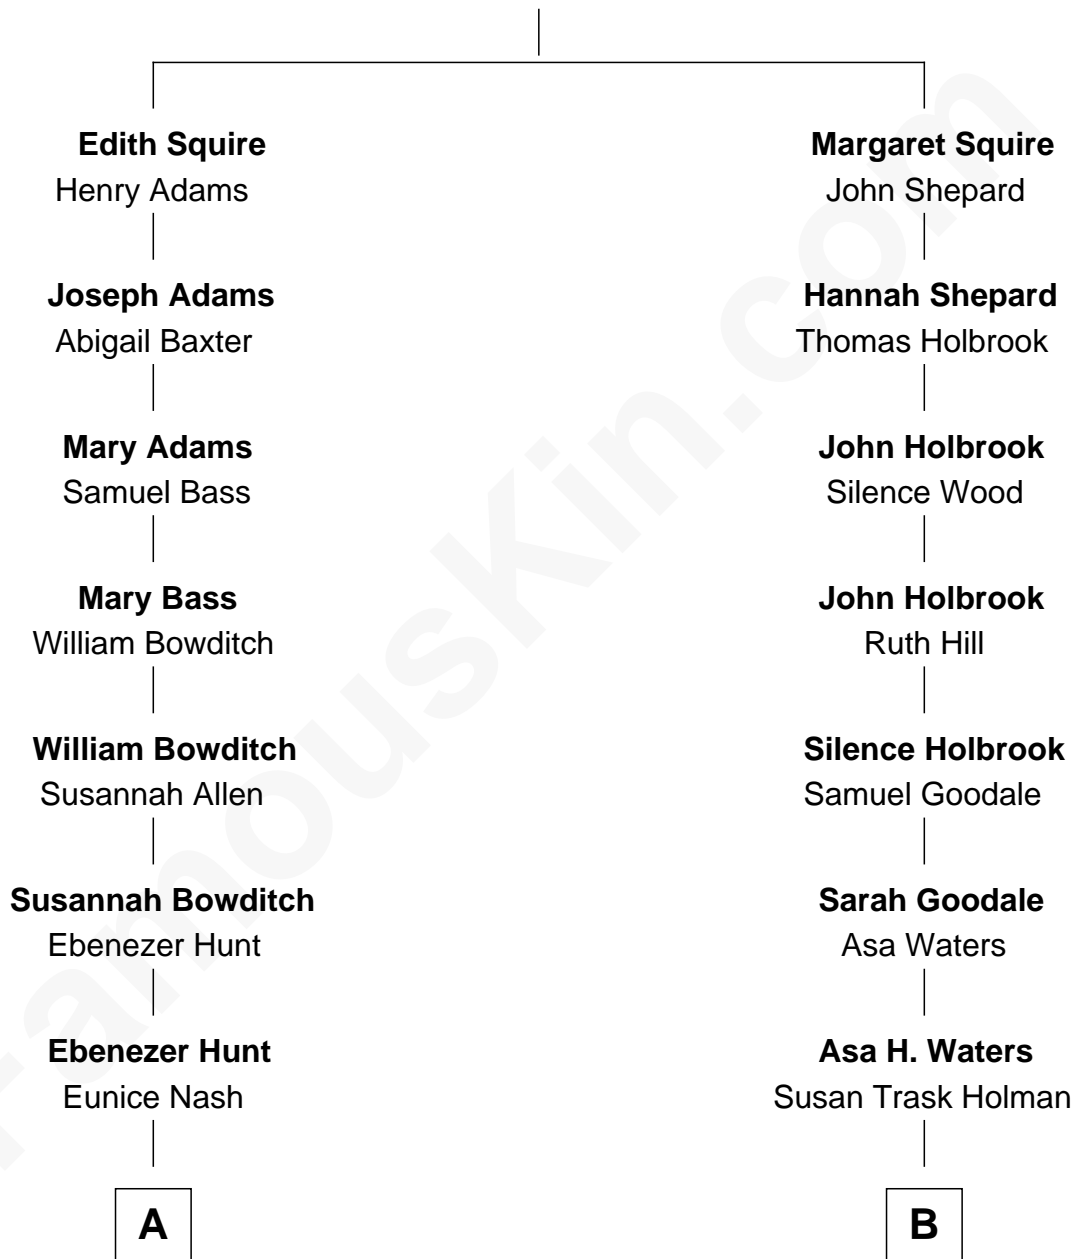 Edith Squire
Henry Adams
Joseph Adams
Abigail Baxter
Mary Adams
Samuel Bass
Mary Bass
William Bowditch
William Bowditch
Susannah Allen
Susannah Bowditch
Ebenezer Hunt
Ebenezer Hunt
Eunice Nash
A
Margaret Squire
John Shepard
Hannah Shepard
Thomas Holbrook
John Holbrook
Silence Wood
John Holbrook
Ruth Hill
Silence Holbrook
Samuel Goodale
Sarah Goodale
Asa Waters
Asa H. Waters
Susan Trask Holman
B
FamousKin.com